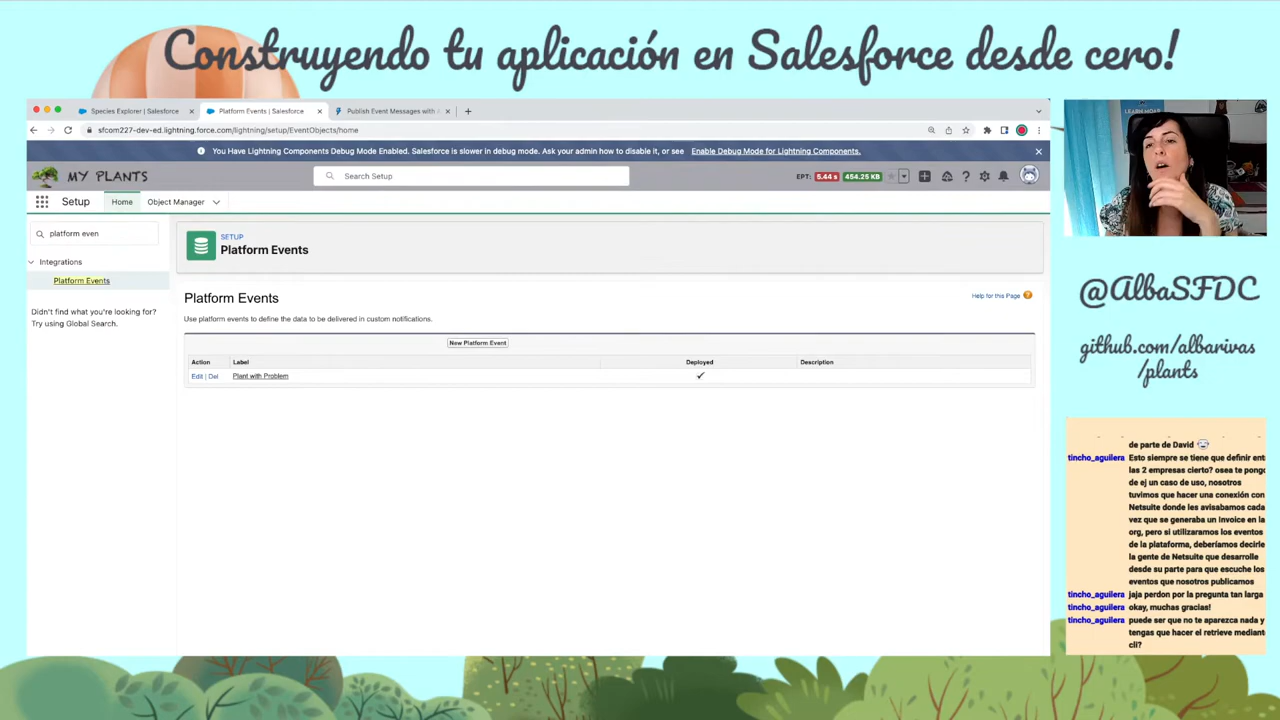 Construyendo tu aplicación en Salesforce desde cero!
Species Explorer | Salesforce
Platform Events | Salesforce
Publish Event Messages with
sfcom227-dev-ed.lightning.force.com/lightning/setup/EventObjects/home
You Have Lightning Components Debug Mode Enabled. Salesforce is slower in debug mode. Ask your admin how to disable it, or see Enable Debug Mode for Lightning Components.
MY PLANTS
Search Setup
EPT: 5.44 s 454.25 KB
Setup
Home
Object Manager
platform even
Integrations
Platform Events
Didn't find what you're looking for?
Try using Global Search.
SETUP
Platform Events
Platform Events
Help for this Page
Use platform events to define the data to be delivered in custom notifications.
New Platform Event
Action Label Deployed Description
Edit | Del Plant with Problem
LEARN MOAR
@AlbaSFDC
github.com/albarivas
/plants
de parte de David
tincho_aguilera Esto siempre se tiene que definir ent
las 2 empresas cierto? osea te pongo
de ej un caso de uso, nosotros
tuvimos que hacer una conexión con
Netsuite donde les avisabamos cada
vez que se generaba un Invoice en la
org, pero si utilizaramos los eventos
de la plataforma, deberíamos decirle
la gente de Netsuite que desarrolle
desde su parte para que escuche los
eventos que nosotros publicamos
tincho_aguilera jaja perdon por la pregunta tan larga
tincho_aguilera okay, muchas gracias!
tincho_aguilera puede ser que no te aparezca nada y
tengas que hacer el retrieve mediant
cli?